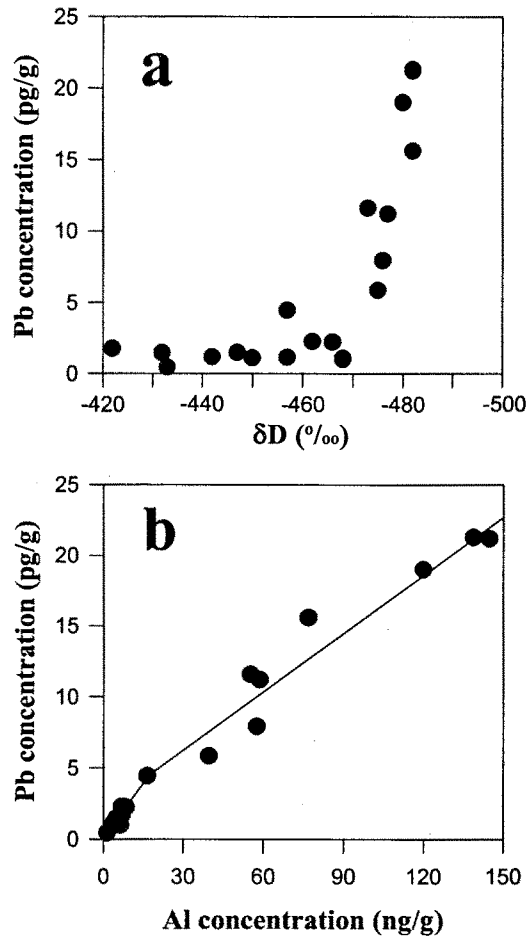 a
Pb concentration (pg/g)
25
20
15
10
5
0
-420 -440 -460 -480 -500
δD (º/₀₀)
b
Pb concentration (pg/g)
25
20
15
10
5
0
0 30 60 90 120 150
Al concentration (ng/g)